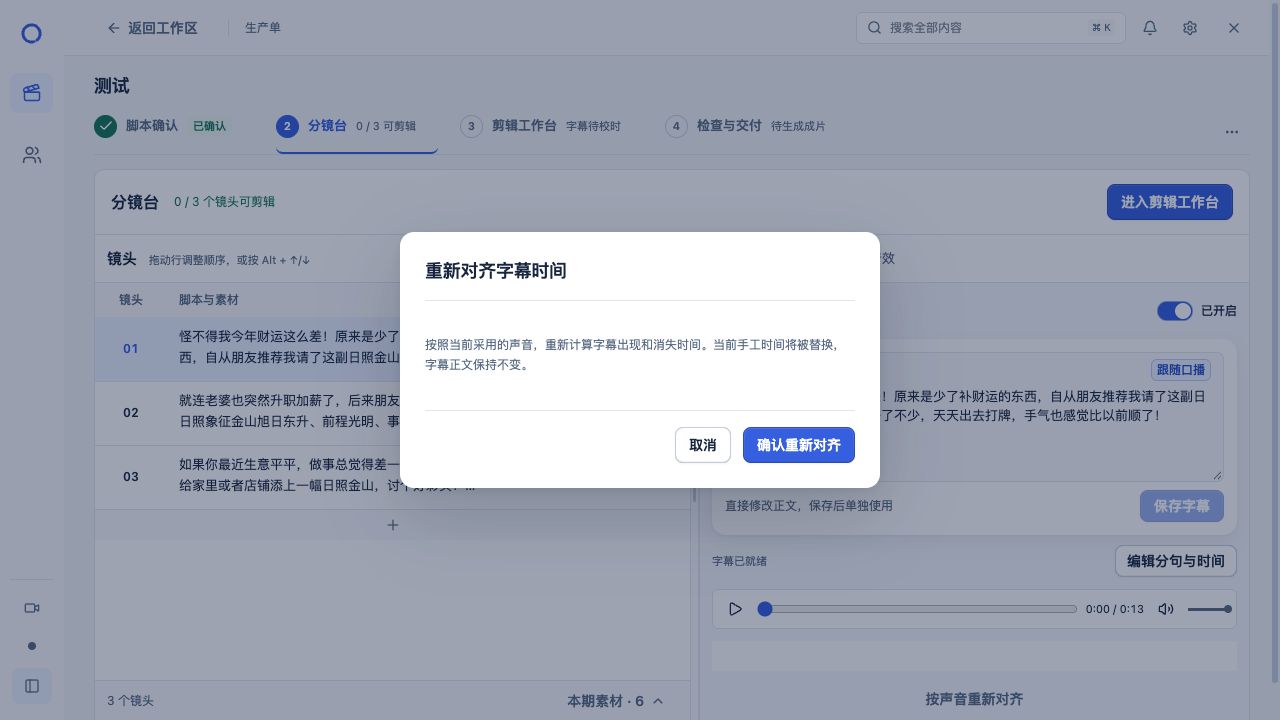 返回工作区
生产单
搜索全部内容
⌘ K
测试
脚本确认 已确认
2 分镜台 0 / 3 可剪辑
3 剪辑工作台 字幕待校时
4 检查与交付 待生成成片
分镜台 0 / 3 个镜头可剪辑
进入剪辑工作台
镜头 拖动行调整顺序，或按 Alt + ↑/↓
效
镜头 脚本与素材
01 怪不得我今年财运这么差！原来是少了
西，自从朋友推荐我请了这副日照金山
02 就连老婆也突然升职加薪了，后来朋友
日照象征金山旭日东升、前程光明、事
03 如果你最近生意平平，做事总觉得差一
给家里或者店铺添上一幅日照金山，讨
3 个镜头
本期素材 · 6
重新对齐字幕时间
按照当前采用的声音，重新计算字幕出现和消失时间。当前手工时间将被替换，
字幕正文保持不变。
取消
确认重新对齐
已开启
跟随口播
！原来是少了补财运的东西，自从朋友推荐我请了这副日
了不少，天天出去打牌，手气也感觉比以前顺了！
直接修改正文，保存后单独使用
保存字幕
字幕已就绪
编辑分句与时间
0:00 / 0:13
按声音重新对齐